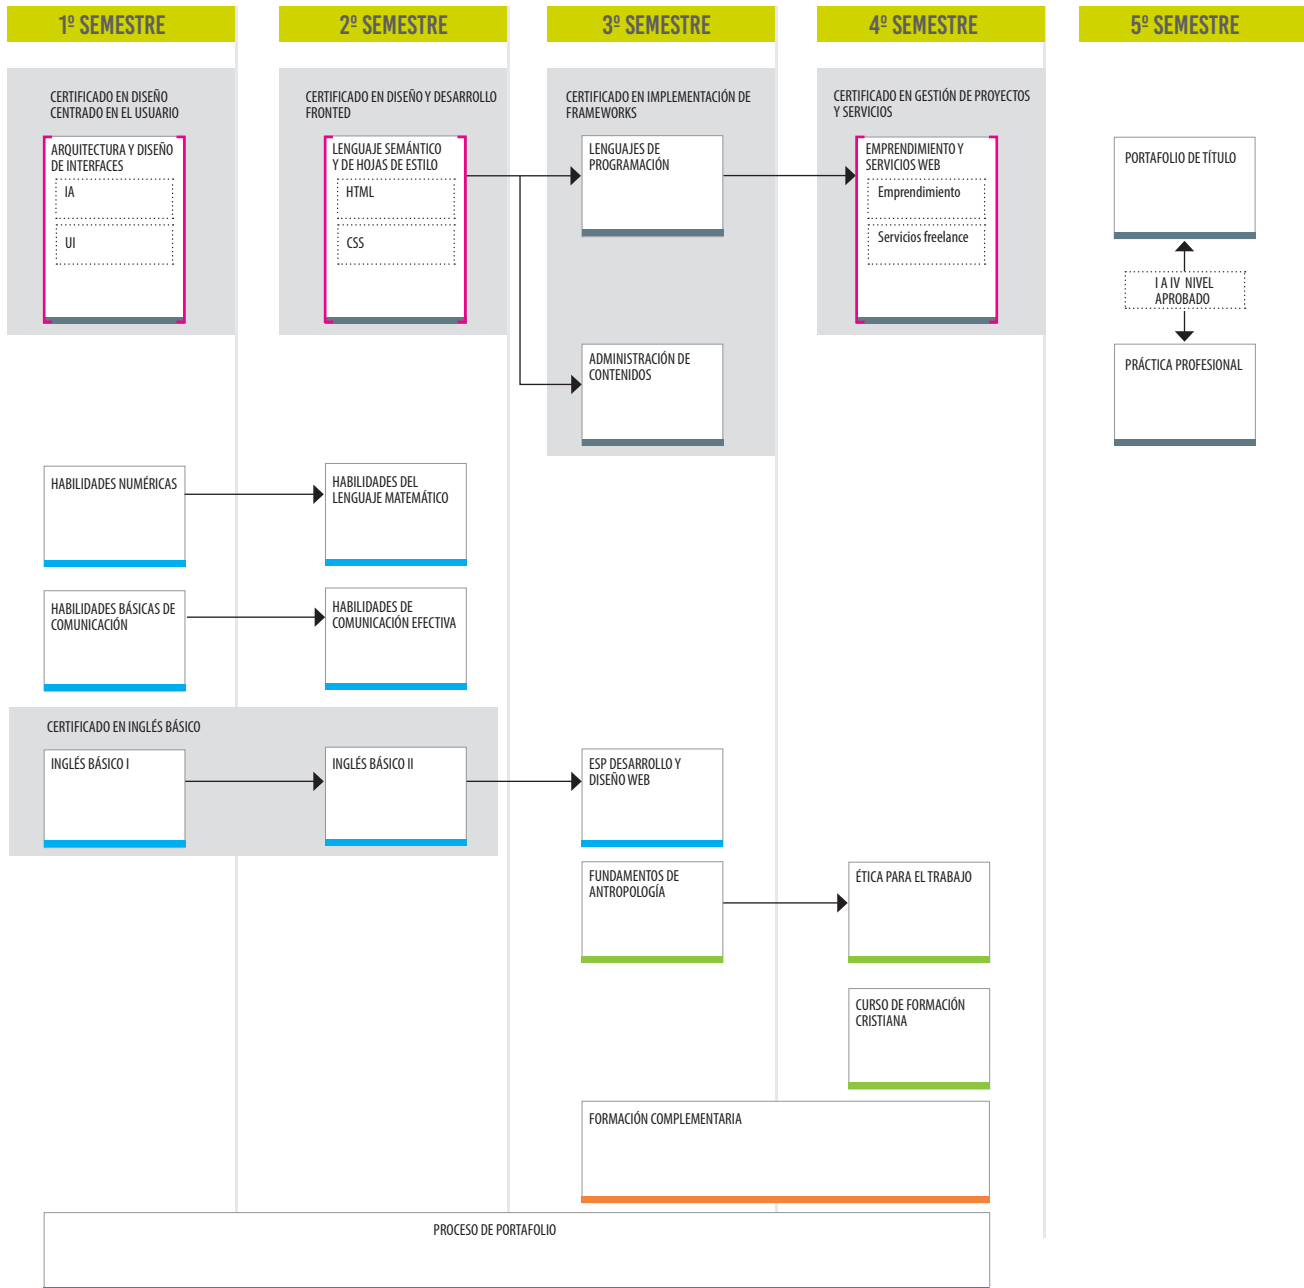 1º SEMESTRE
2º SEMESTRE
3º SEMESTRE
4º SEMESTRE
5º SEMESTRE
CERTIFICADO EN DISEÑO
CENTRADO EN EL USUARIO
ARQUITECTURA Y DISEÑO
DE INTERFACES
IA
UI
CERTIFICADO EN DISEÑO Y DESARROLLO
FRONTED
LENGUAJE SEMÁNTICO
Y DE HOJAS DE ESTILO
HTML
CSS
CERTIFICADO EN IMPLEMENTACIÓN DE
FRAMEWORKS
LENGUAJES DE
PROGRAMACIÓN
ADMINISTRACIÓN DE
CONTENIDOS
CERTIFICADO EN GESTIÓN DE PROYECTOS
Y SERVICIOS
EMPRENDIMIENTO Y
SERVICIOS WEB
Emprendimiento
Servicios freelance
PORTAFOLIO DE TÍTULO
I A IV NIVEL
APROBADO
PRÁCTICA PROFESIONAL
HABILIDADES NUMÉRICAS
HABILIDADES DEL
LENGUAJE MATEMÁTICO
HABILIDADES BÁSICAS DE
COMUNICACIÓN
HABILIDADES DE
COMUNICACIÓN EFECTIVA
CERTIFICADO EN INGLÉS BÁSICO
INGLÉS BÁSICO I
INGLÉS BÁSICO II
ESP DESARROLLO Y
DISEÑO WEB
FUNDAMENTOS DE
ANTROPOLOGÍA
ÉTICA PARA EL TRABAJO
CURSO DE FORMACIÓN
CRISTIANA
FORMACIÓN COMPLEMENTARIA
PROCESO DE PORTAFOLIO